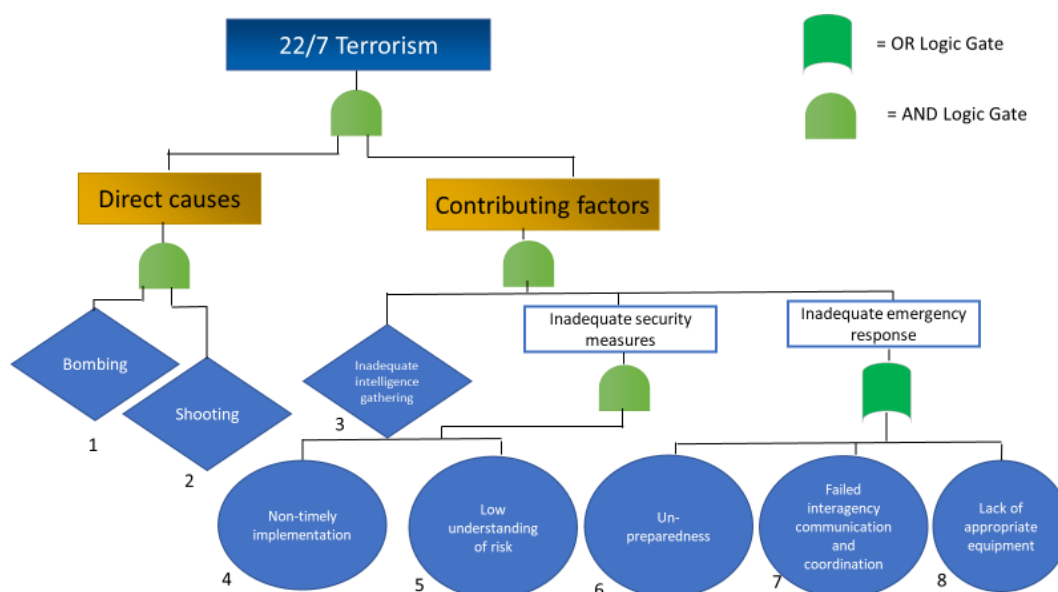 22/7 Terrorism
= OR Logic Gate
= AND Logic Gate
Direct causes
Contributing factors
Inadequate security
measures
Inadequate emergency
response
Bombing
Shooting
Inadequate
intelligence
gathering
1
2
3
Non-timely
implementation
Low
understanding
of risk
Un-
preparedness
Failed
interagency
communication
and
coordination
Lack of
appropriate
equipment
4
5
6
7
8